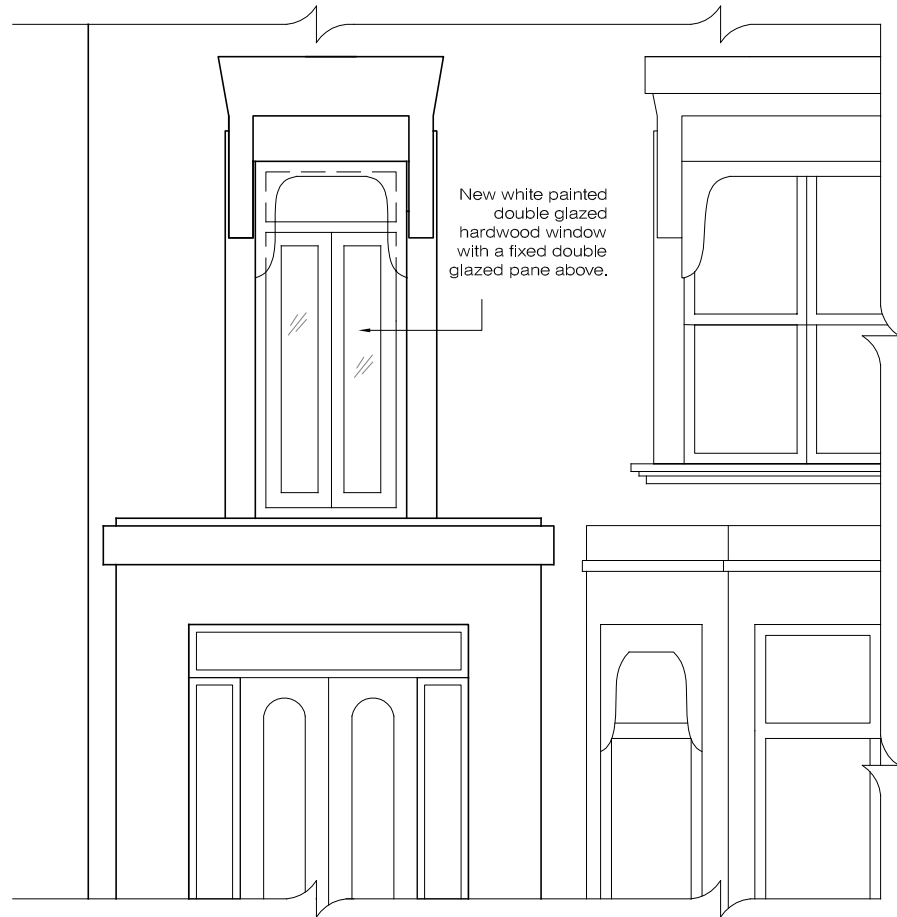 New white painted
double glazed
hardwood window
with a fixed double
glazed pane above.